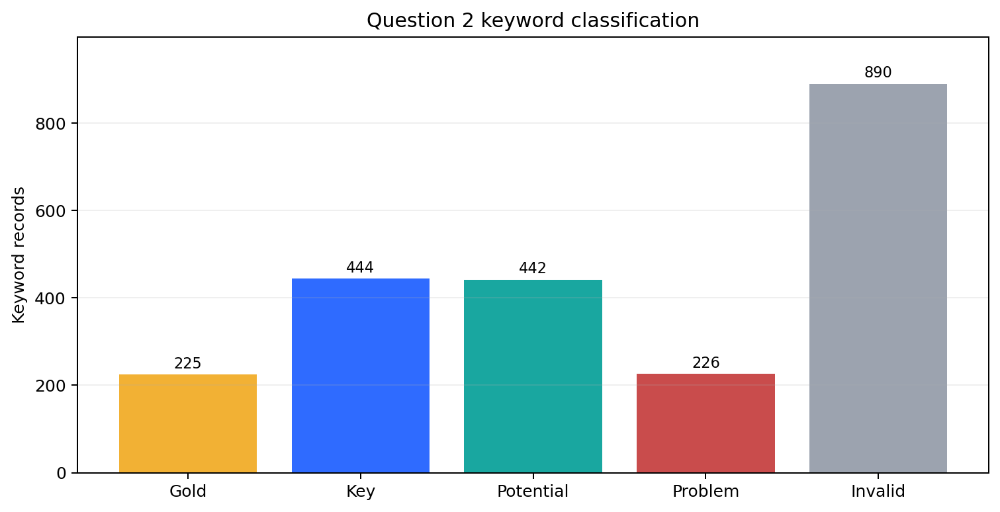 Question 2 keyword classification
Keyword records
800
600
400
200
0
225
444
442
226
890
Gold
Key
Potential
Problem
Invalid